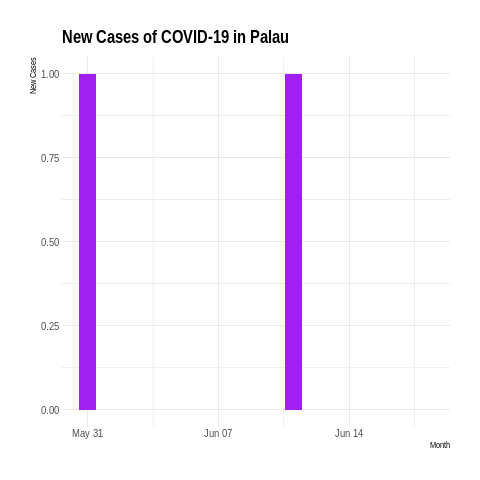 New Cases of COVID-19 in Palau
New Cases
1.00
0.75
0.50
0.25
0.00
May 31
Jun 07
Jun 14
Month